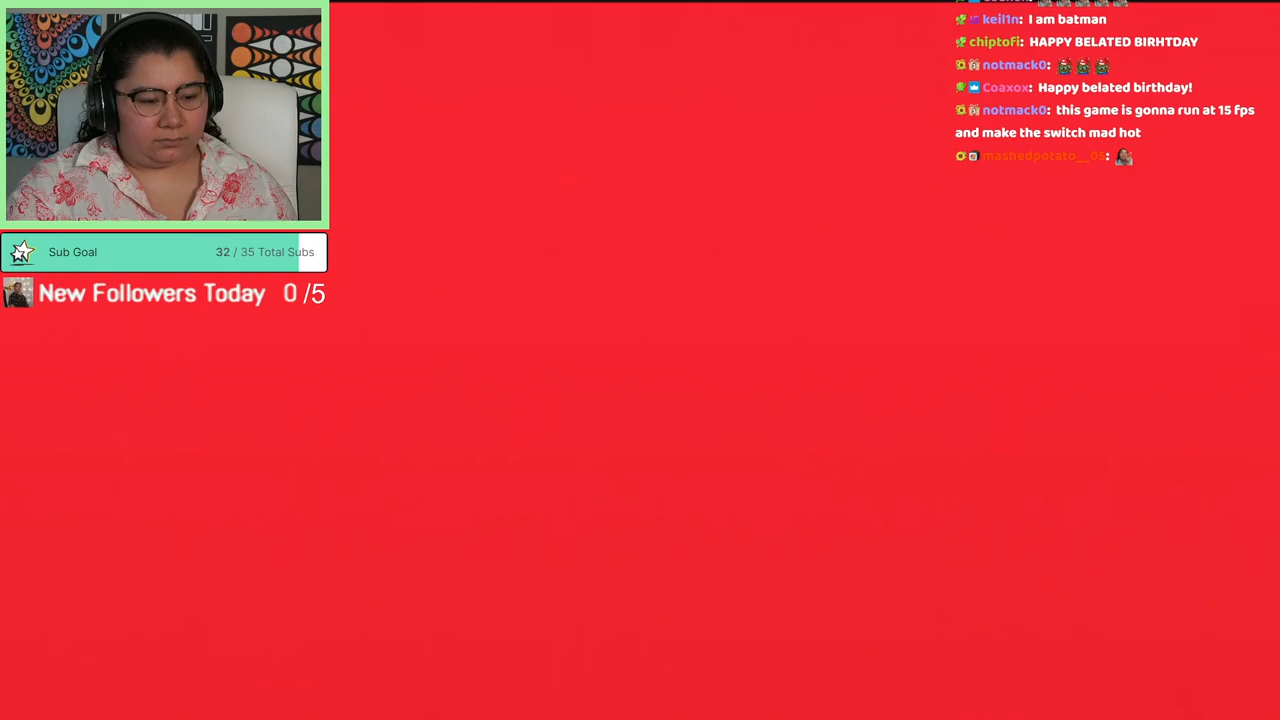 keil1n: I am batman
chiptofi: HAPPY BELATED BIRHTDAY
notmack0:
Coaxox: Happy belated birthday!
notmack0: this game is gonna run at 15 fps
and make the switch mad hot
mashedpotato__05:
Sub Goal 32 / 35 Total Subs
New Followers Today 0 /5